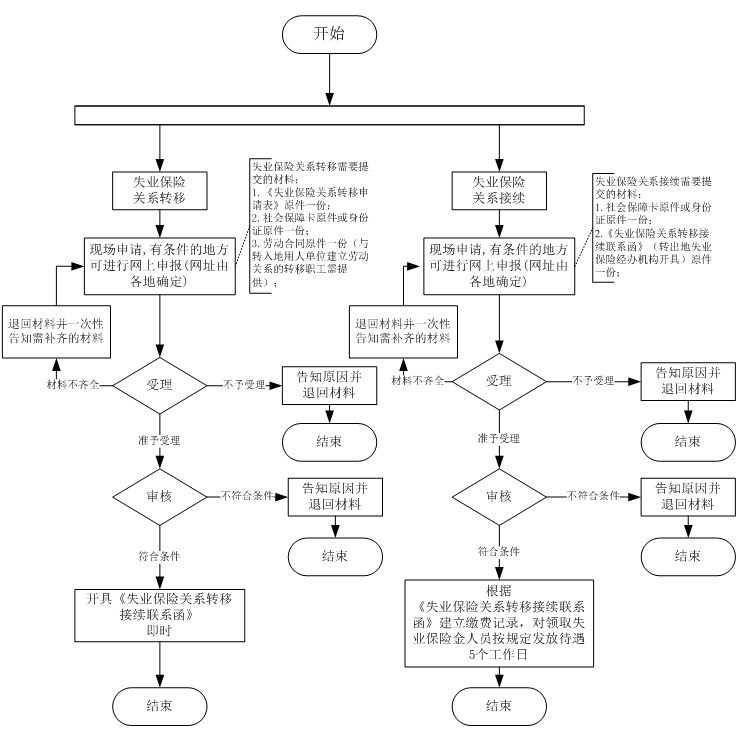 开始
失业保险
关系转移
失业保险关系转移需要提
交的材料:
1.《失业保险关系转移申
请表》原件一份;
2.社会保障卡原件或身份
证原件一份;
3.劳动合同原件一份（与
转入地用人单位建立劳动
关系的转移职工需提
供）;
现场申请,有条件的地方
可进行网上申报(网址由
各地确定)
退回材料并一次性
告知需补齐的材料
材料不齐全
受理
不予受理
告知原因并
退回材料
结束
准予受理
审核
不符合条件
告知原因并
退回材料
结束
符合条件
开具《失业保险关系转移
接续联系函》
即时
结束
失业保险
关系接续
失业保险关系接续需要提
交的材料:
1.社会保障卡原件或身份
证原件一份;
2.《失业保险关系转移接
续联系函》（转出地失业
保险经办机构开具）原件
一份;
现场申请,有条件的地方
可进行网上申报(网址由
各地确定)
退回材料并一次性
告知需补齐的材料
材料不齐全
受理
不予受理
告知原因并
退回材料
结束
准予受理
审核
不符合条件
告知原因并
退回材料
结束
符合条件
根据
《失业保险关系转移接续联系
函》建立缴费记录，对领取失
业保险金人员按规定发放待遇
5个工作日
结束